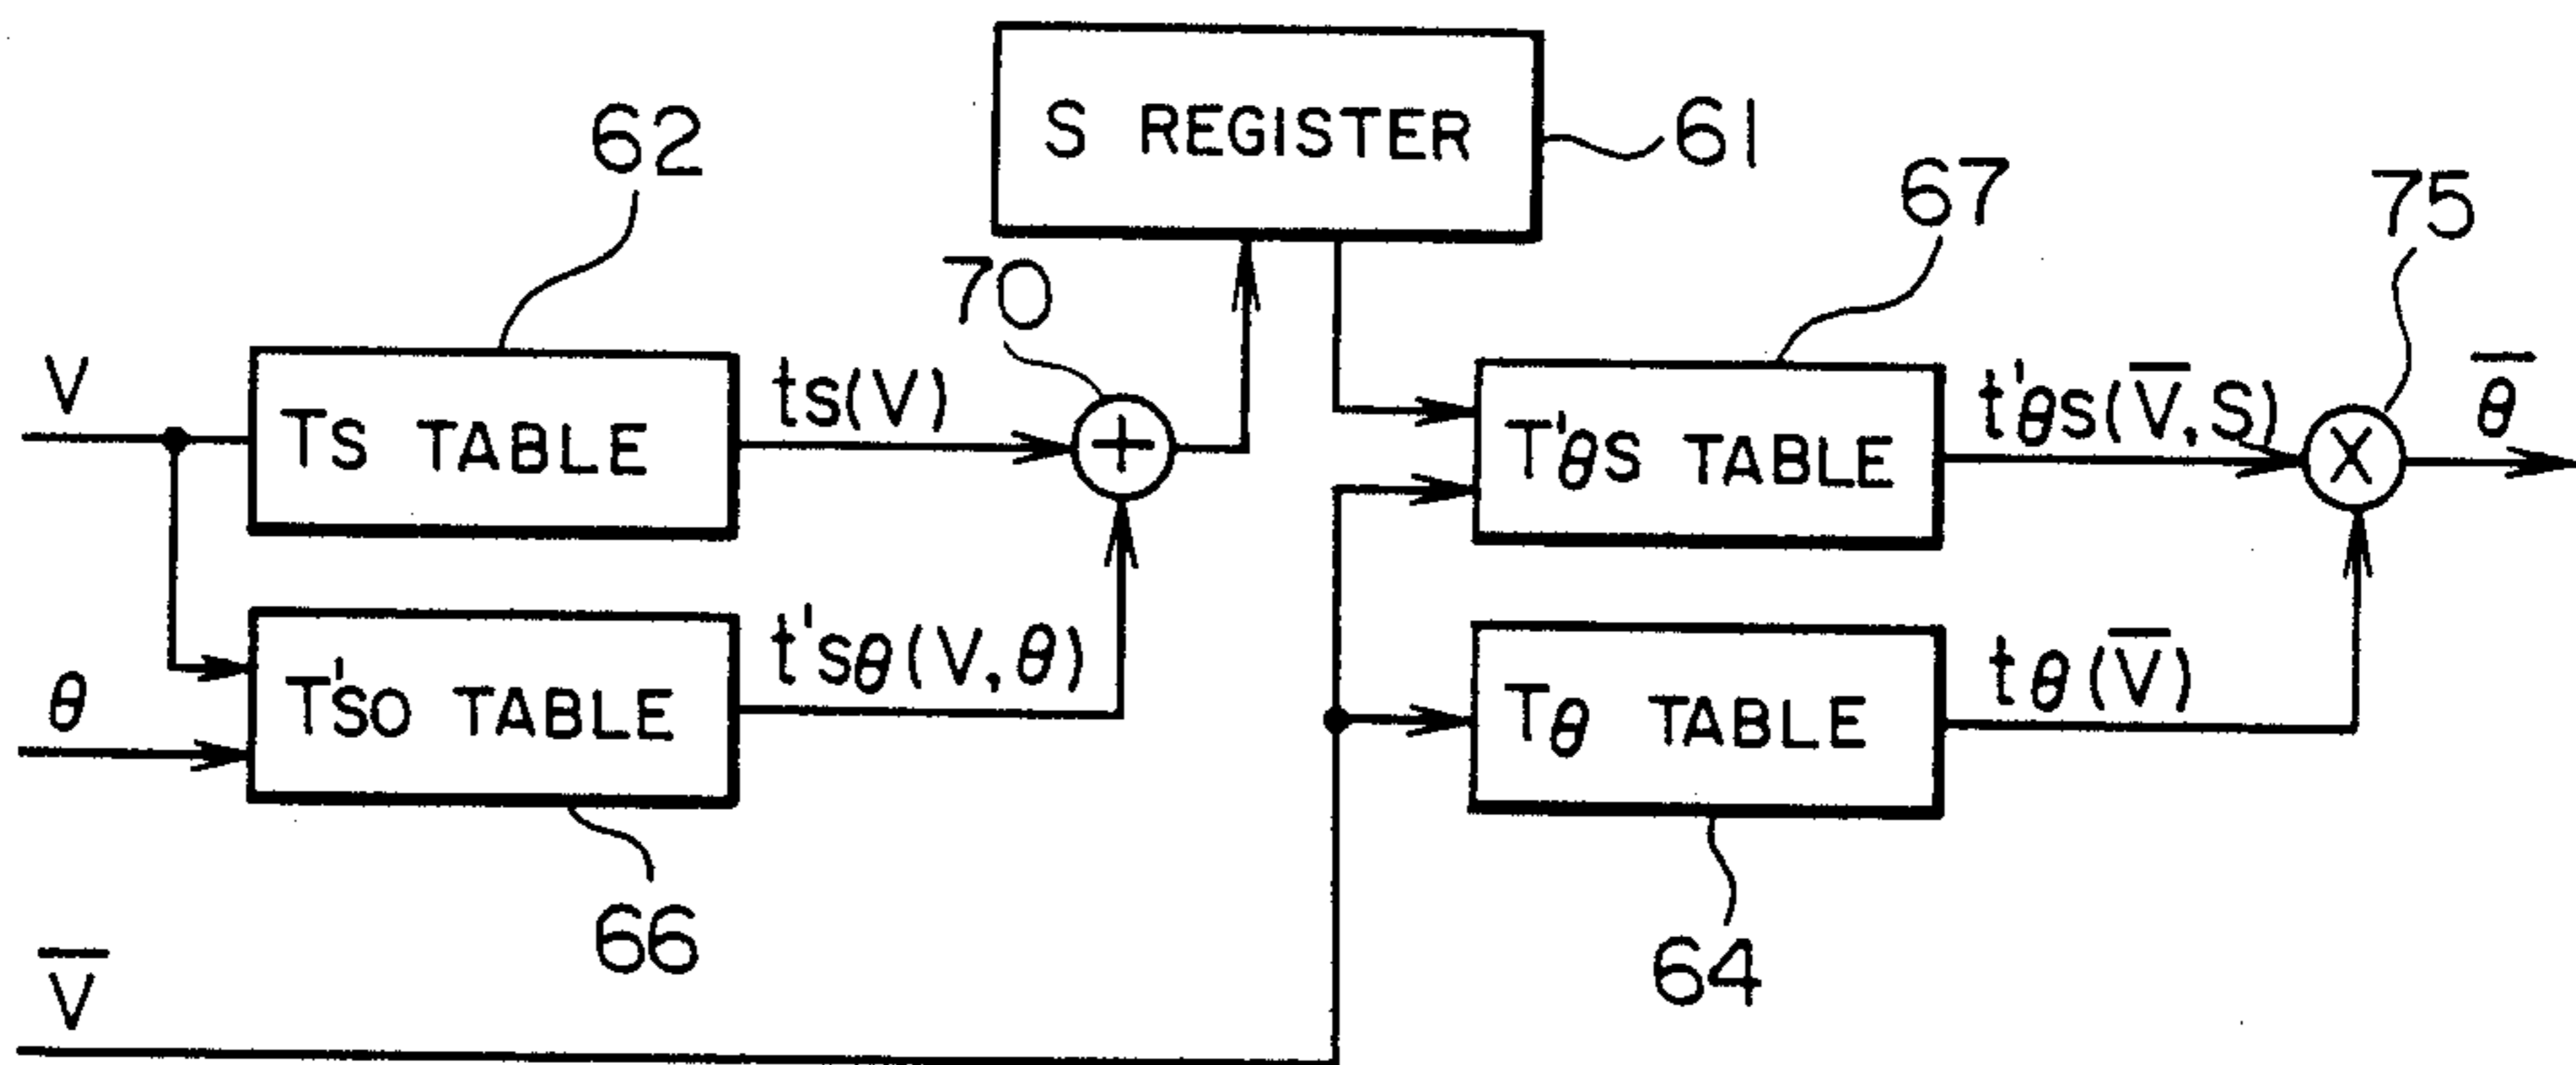 S REGISTER
61
62
67
75
70
V
TS TABLE
tS(V)
T'θS TABLE
t'θS(V̅,S)
θ̅
θ
T'SO TABLE
t'Sθ(V,θ)
Tθ TABLE
tθ(V̅)
66
64
V̅